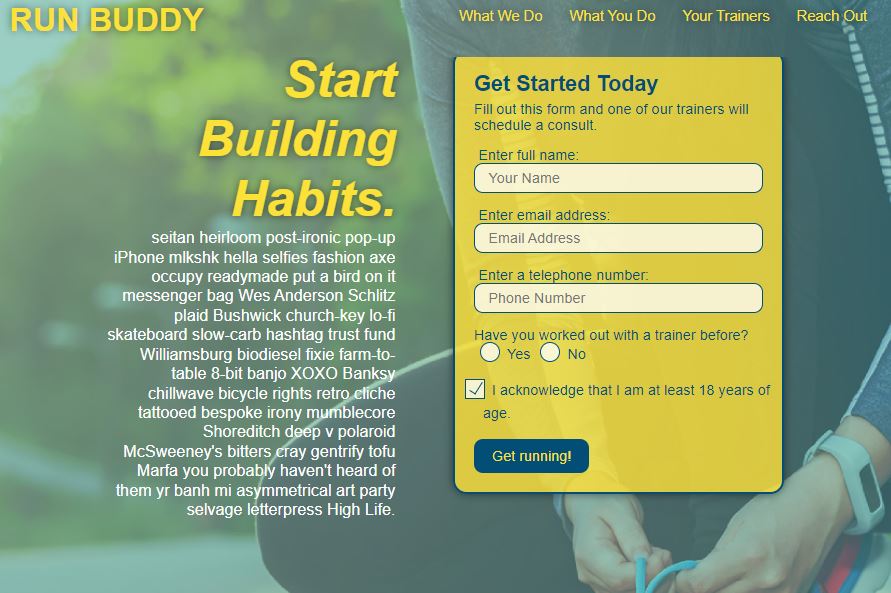 RUN BUDDY
What We Do
What You Do
Your Trainers
Reach Out
Start
Building
Habits.
seitan heirloom post-ironic pop-up
iPhone mlkshk hella selfies fashion axe
occupy readymade put a bird on it
messenger bag Wes Anderson Schlitz
plaid Bushwick church-key lo-fi
skateboard slow-carb hashtag trust fund
Williamsburg biodiesel fixie farm-to-
table 8-bit banjo XOXO Banksy
chillwave bicycle rights retro cliche
tattooed bespoke irony mumblecore
Shoreditch deep v polaroid
McSweeney's bitters cray gentrify tofu
Marfa you probably haven't heard of
them yr banh mi asymmetrical art party
selvage letterpress High Life.
Get Started Today
Fill out this form and one of our trainers will
schedule a consult.
Enter full name:
Your Name
Enter email address:
Email Address
Enter a telephone number:
Phone Number
Have you worked out with a trainer before?
Yes
No
I acknowledge that I am at least 18 years of
age.
Get running!